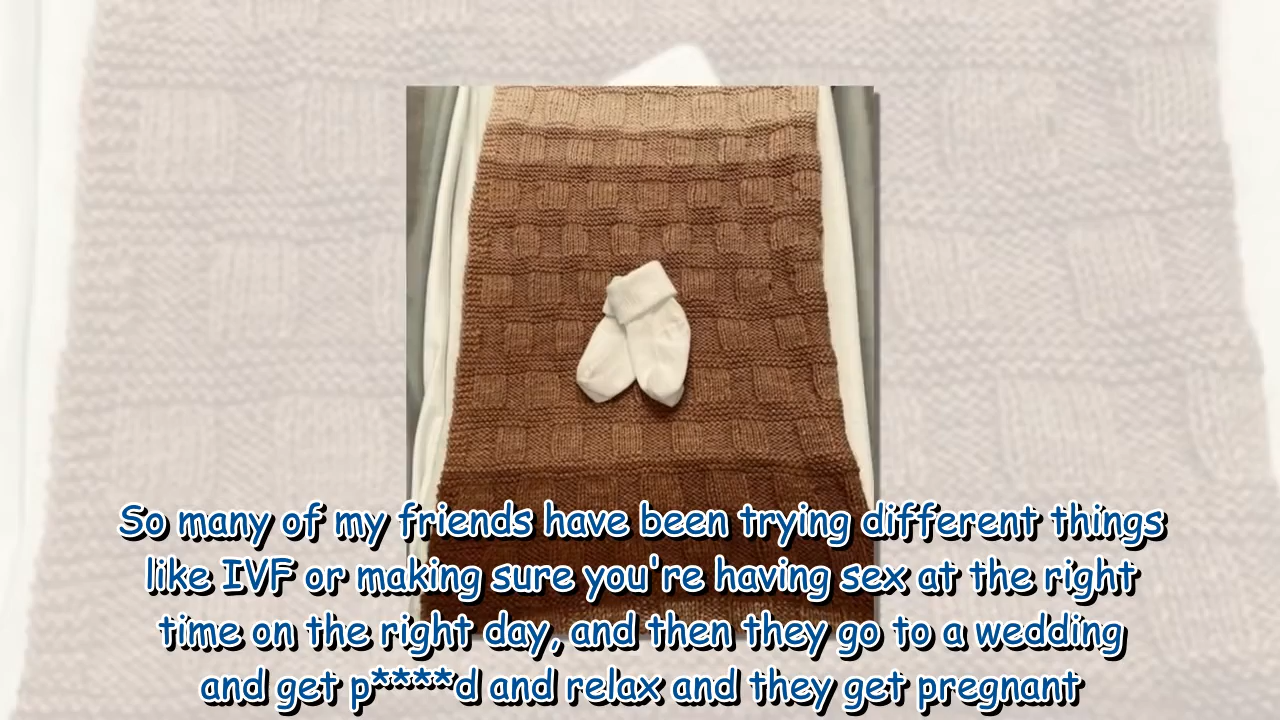 So many of my friends have been trying different things
like IVF or making sure you're having sex at the right
time on the right day, and then they go to a wedding
and get p****d and relax and they get pregnant